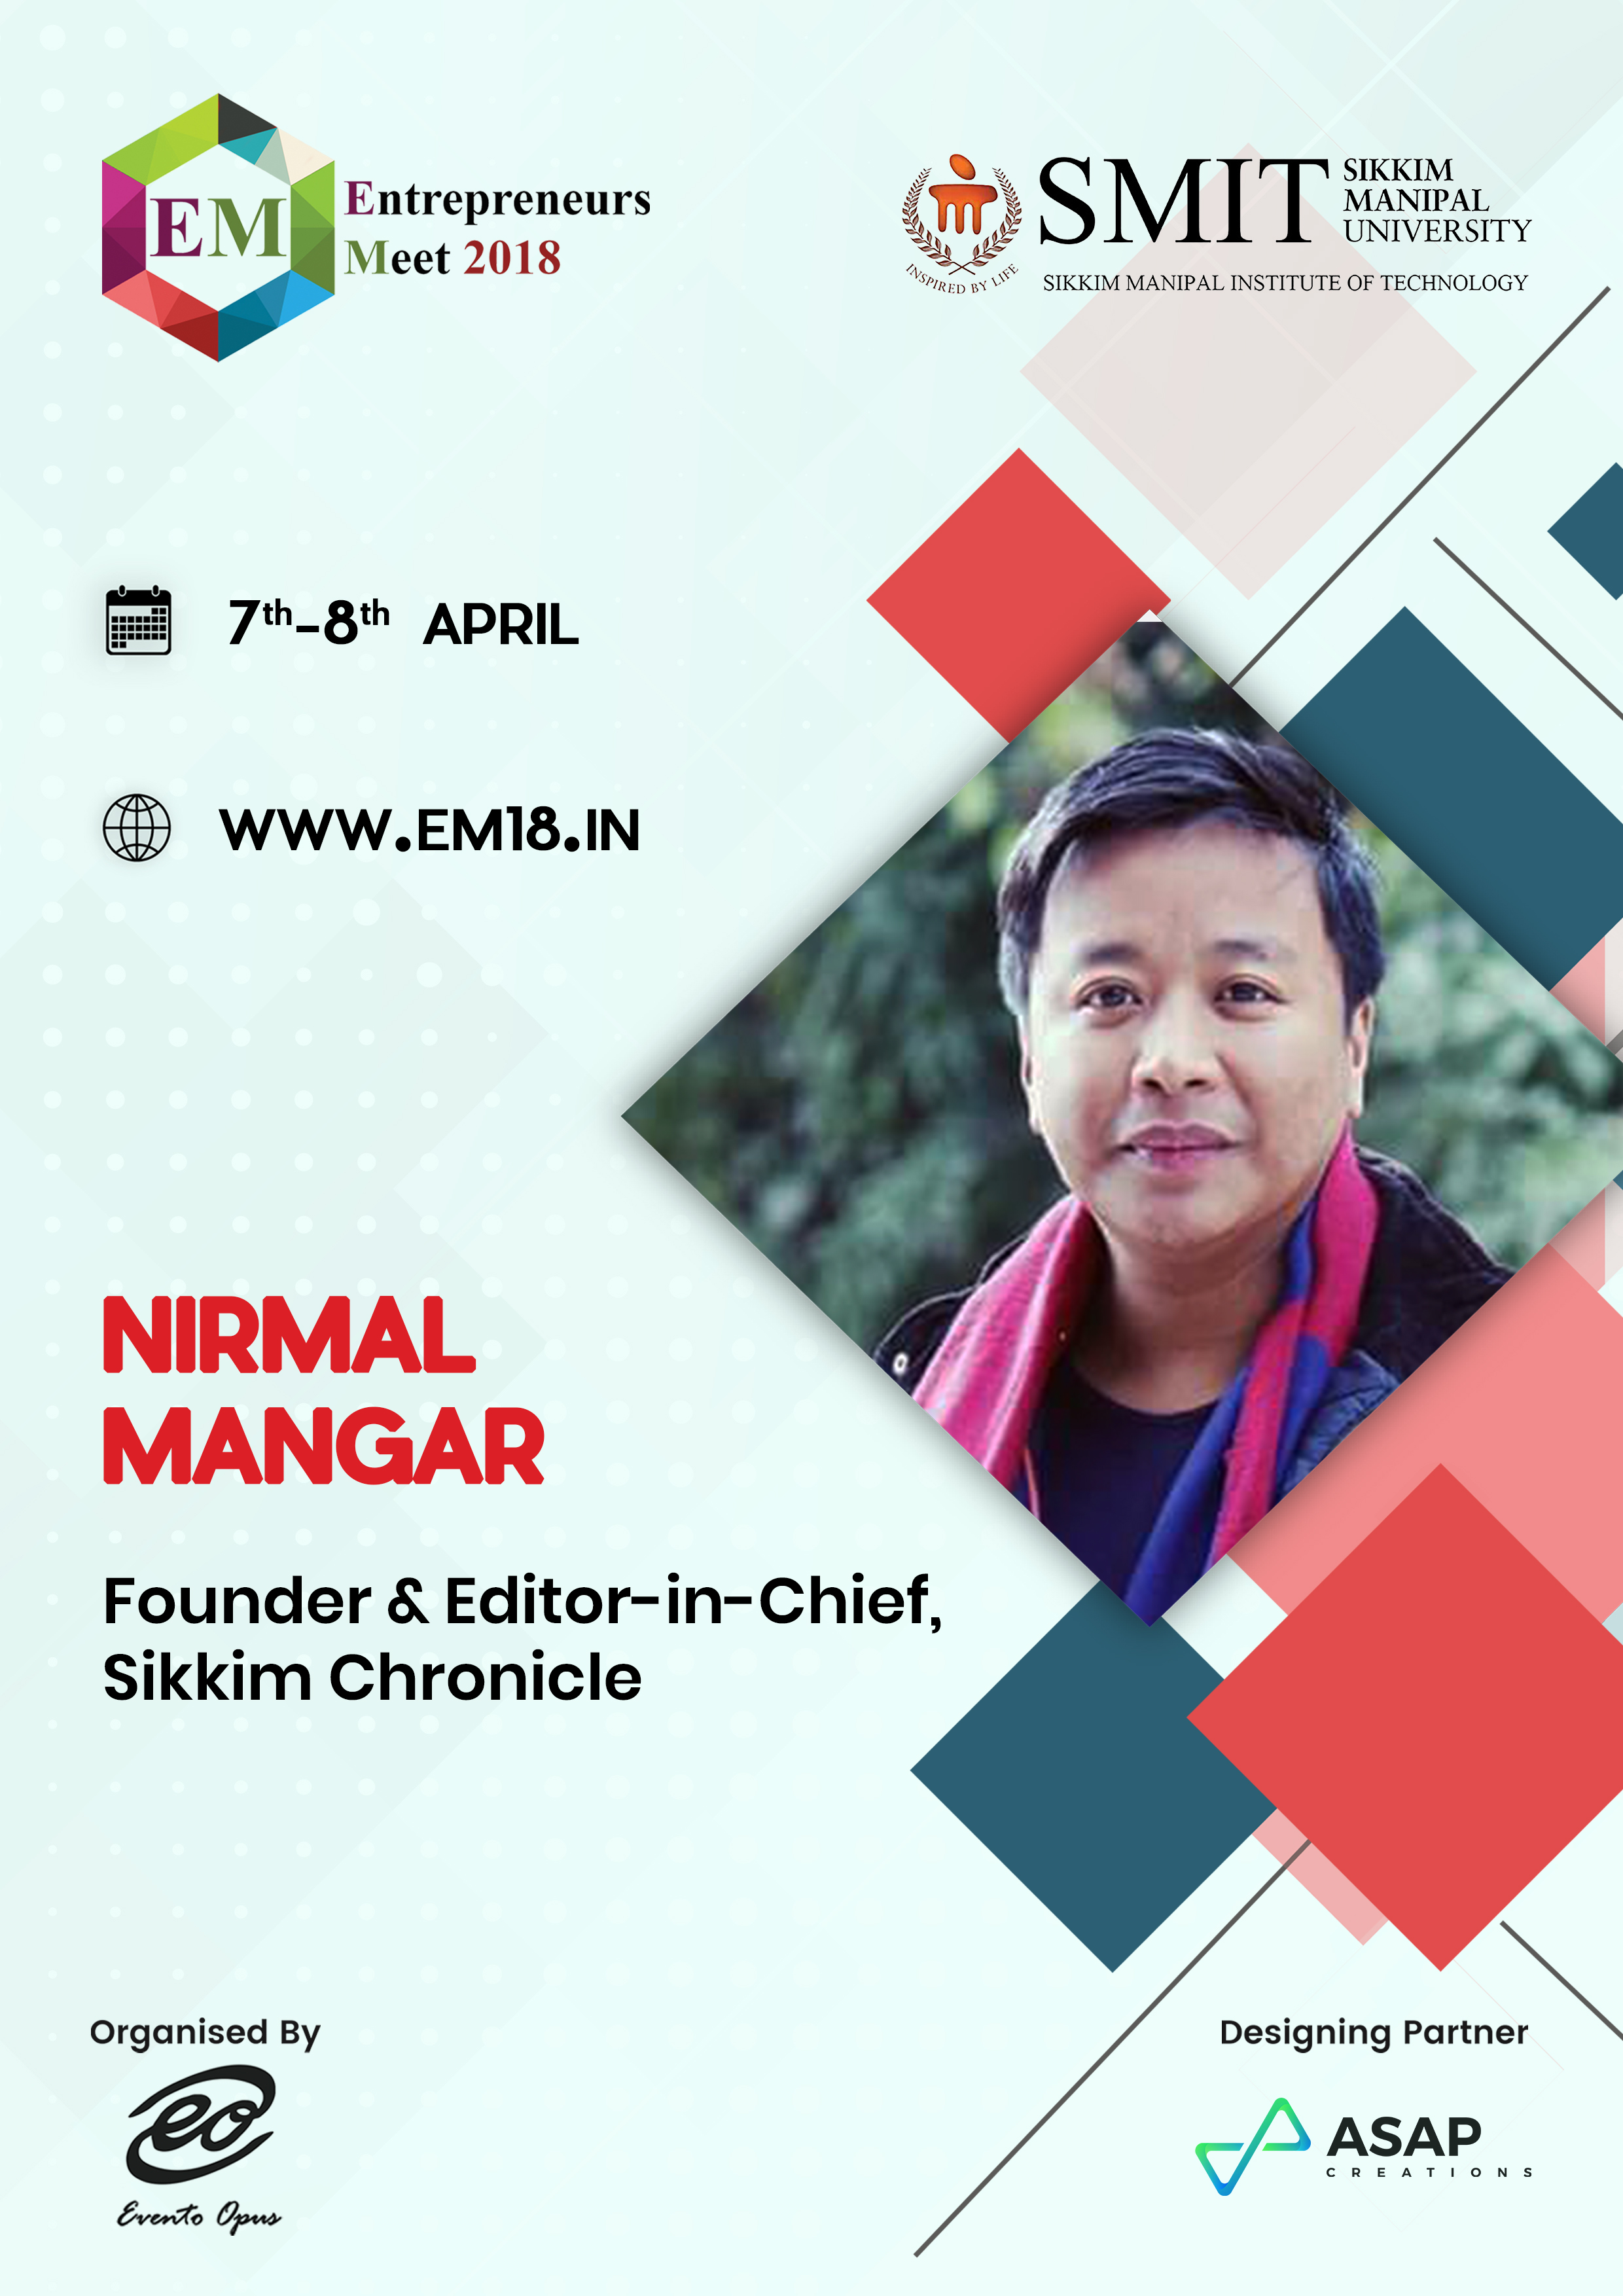 EM
Entrepreneurs
Meet 2018
SMIT
SIKKIM
MANIPAL
UNIVERSITY
SIKKIM MANIPAL INSTITUTE OF TECHNOLOGY
INSPIRED BY LIFE
7th-8th APRIL
WWW.EM18.IN
NIRMAL
MANGAR
Founder & Editor-in-Chief,
Sikkim Chronicle
Organised By
eo
Evento Opus
Designing Partner
ASAP
CREATIONS